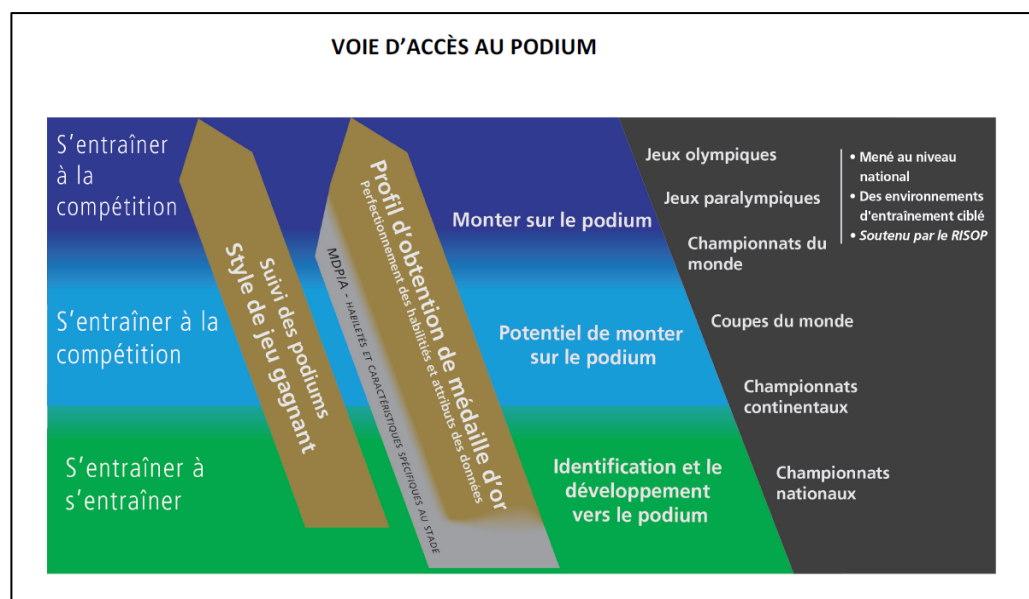 VOIE D'ACCÈS AU PODIUM
S'entraîner
à la
compétition
S'entraîner à la
compétition
S'entraîner à
s'entraîner
Suivi des podiums
Style de jeu gagnant
Profil d'obtention de médaille d'or
Perfectionnement des habilitiés et attributs des données
MDPIA - HABILETÉS ET CARACTÉRISTIQUES SPÉCIFIQUES AU STADE
Monter sur le podium
Potentiel de monter
sur le podium
Identification et le
développement
vers le podium
Jeux olympiques
Jeux paralympiques
Championnats du
monde
Coupes du monde
Championnats
continentaux
Championnats
nationaux
• Mené au niveau
national
• Des environnements
d'entraînement ciblé
• Soutenu par le RISOP